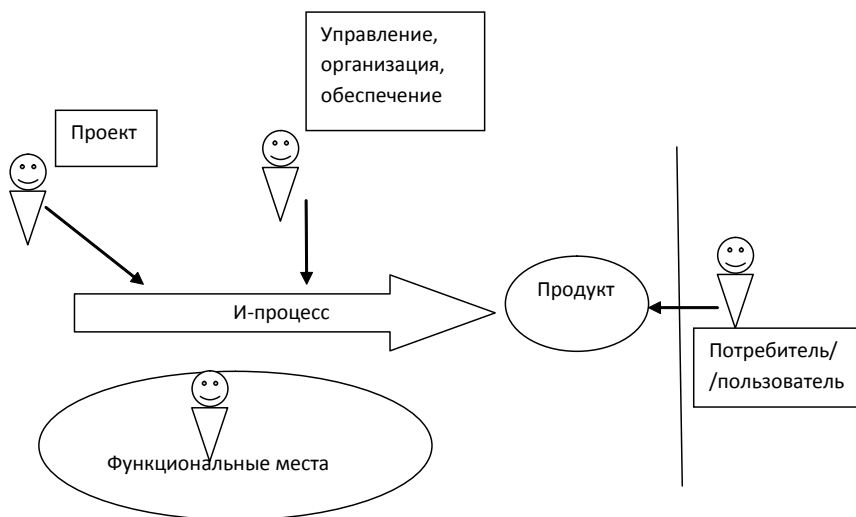 Управление,
организация,
обеспечение
Проект
Продукт
И-процесс
Потребитель/
/пользователь
Функциональные места